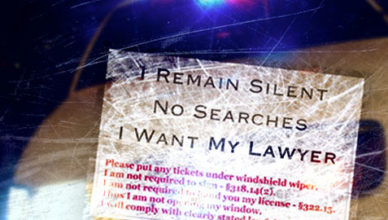 I REMAIN SILENT
NO SEARCHES
I WANT MY LAWYER
Please put any tickets under windshield wiper.
I am not required to sign - §318.14(2).
I am not required to hand you my license - §322.15.
Thus I am not opening my window.
I will comply with clearly stated